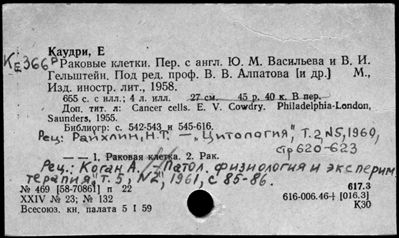 Каудри, Е
КЕ366Р Раковые клетки. Пер. с англ. Ю. М. Васильева и В. И.
Гельштейн. Под ред. проф. В. В. Алпатова [и др.] М.,
Изд. иностр. лит., 1958.
655 с. с илл.; 4 л. илл. 27 см. 45 р. 40 к. В пер.
Доп. тит. л: Cancer cells. E. V. Cowdry. Philadelphia-London,
Saunders, 1955.
Библиогр: с. 542-543 и 545-616.
Рец: Райхлин, Н.Т. — Цитология, Т. 2, N5, 1960,
стр 620-623
— — 1. Раковая клетка. 2. Рак.
Рец.: Коган А. — Патол. физиология и эксперим.
терапия, т. 5, N2, 1961, с 85-86.
617.3
№ 469 [58-70861] п 22
616-006.46+[016.3]
XXIV № 23; № 132
К30
Всесоюз. кн. палата 5 I 59